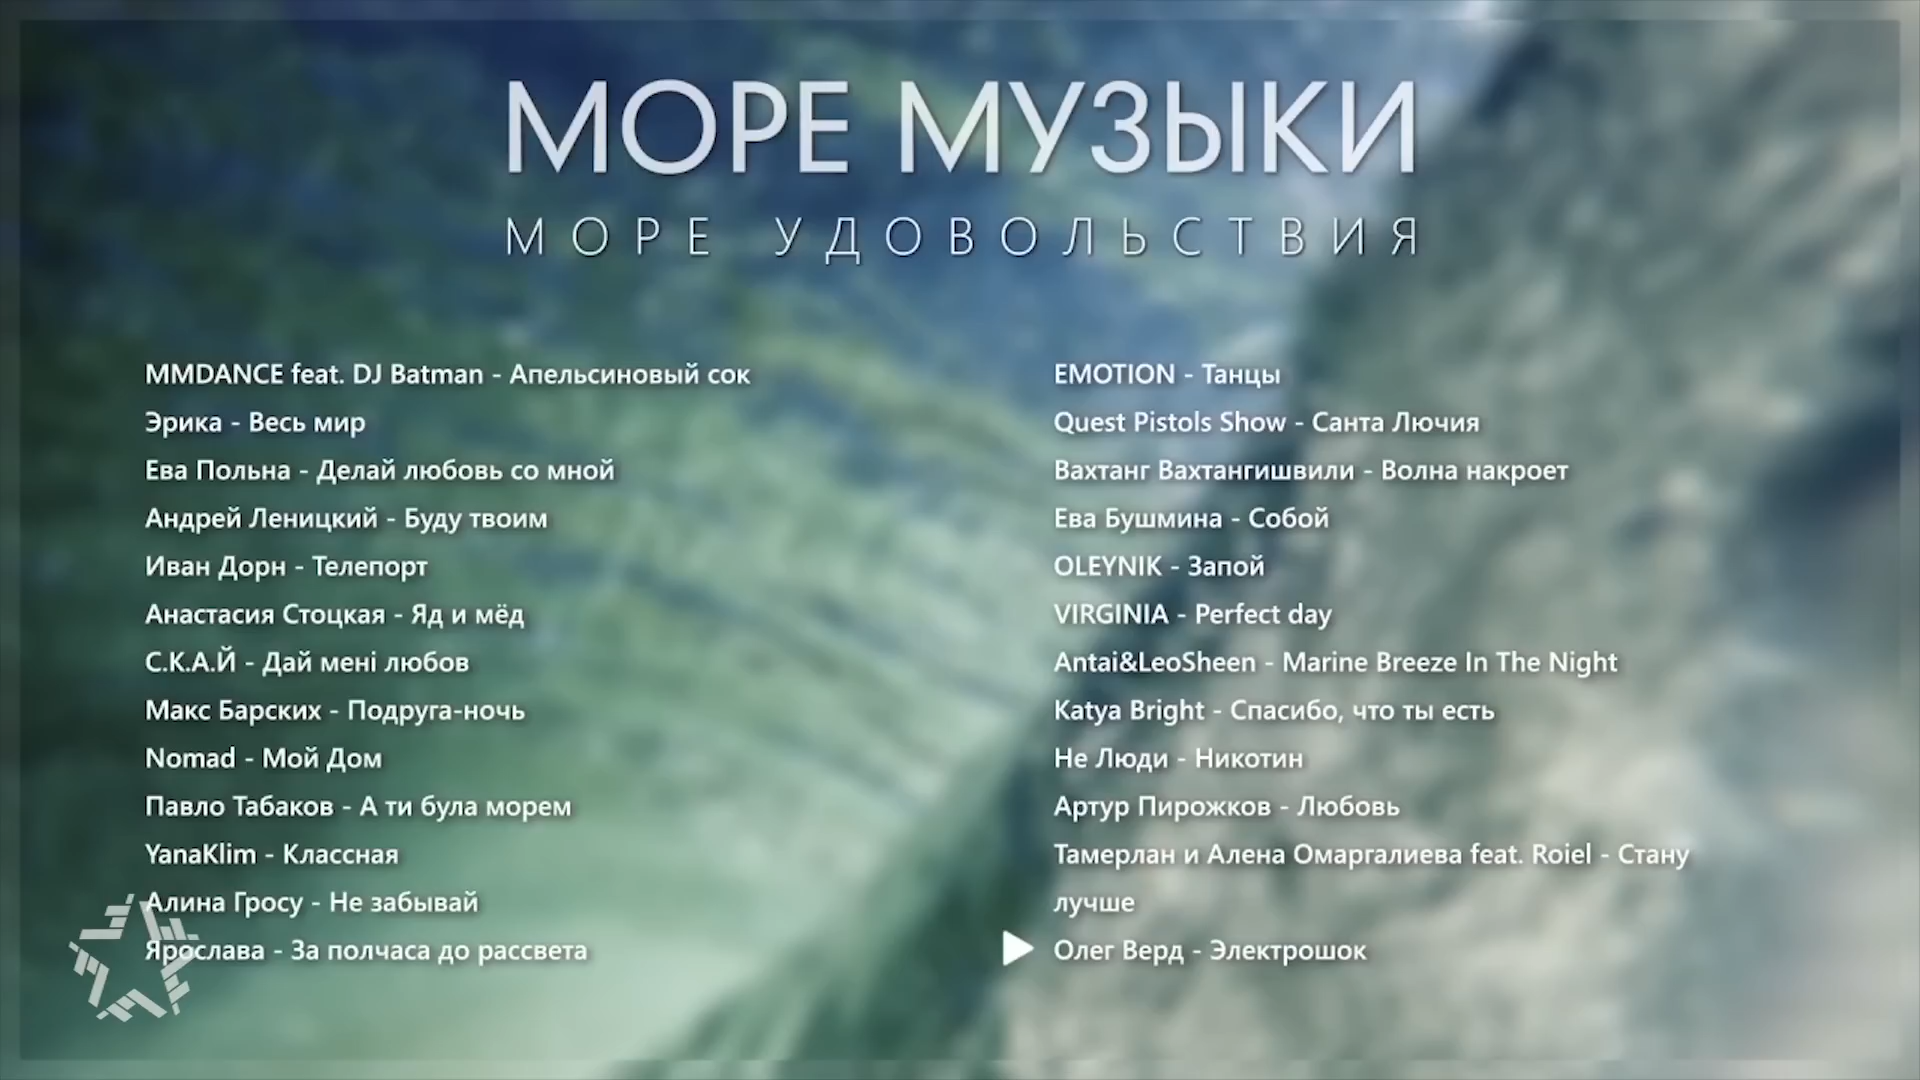 МОРЕ МУЗЫКИ
МОРЕ УДОВОЛЬСТВИЯ
MMDANCE feat. DJ Batman - Апельсиновый сок
Эрика - Весь мир
Ева Польна - Делай любовь со мной
Андрей Леницкий - Буду твоим
Иван Дорн - Телепорт
Анастасия Стоцкая - Яд и мёд
С.К.А.Й - Дай мені любов
Макс Барских - Подруга-ночь
Nomad - Мой Дом
Павло Табаков - А ти була морем
YanaKlim - Классная
Алина Гросу - Не забывай
Ярослава - За полчаса до рассвета
EMOTION - Танцы
Quest Pistols Show - Санта Лючия
Вахтанг Вахтангишвили - Волна накроет
Ева Бушмина - Собой
OLEYNIK - Запой
VIRGINIA - Perfect day
Antai&LeoSheen - Marine Breeze In The Night
Katya Bright - Спасибо, что ты есть
Не Люди - Никотин
Артур Пирожков - Любовь
Тамерлан и Алена Омаргалиева feat. Roiel - Стану
лучше
Олег Верд - Электрошок